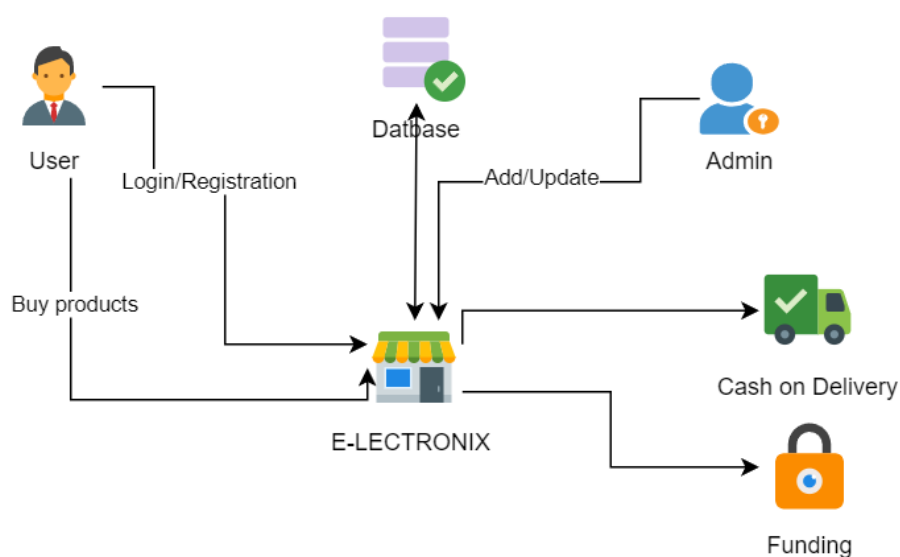 Datbase
User
Admin
Login/Registration
Add/Update
Buy products
Cash on Delivery
E-LECTRONIX
Funding